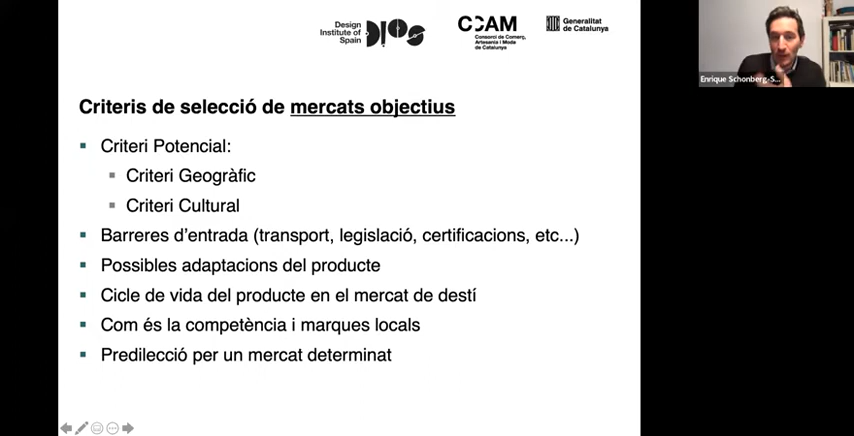 Design
Institute of
Spain
DIOS
CCAM
Consorci de Comerç,
Artesania i Moda
de Catalunya
Generalitat
de Catalunya
Enrique Schonberg-S...
Criteris de selecció de mercats objectius
Criteri Potencial:
Criteri Geogràfic
Criteri Cultural
Barreres d'entrada (transport, legislació, certificacions, etc...)
Possibles adaptacions del producte
Cicle de vida del producte en el mercat de destí
Com és la competència i marques locals
Predilecció per un mercat determinat